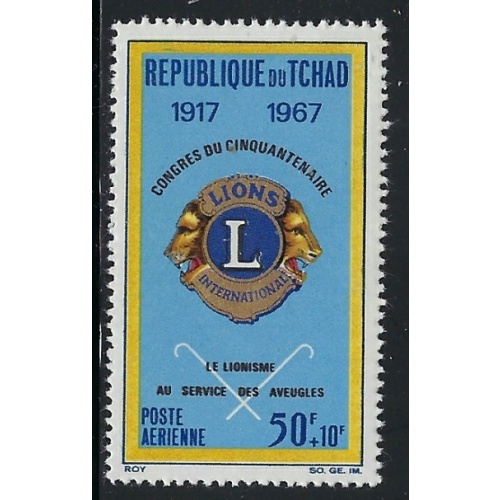 REPUBLIQUE DU TCHAD
1917 1967
CONGRES DU CINQUANTENAIRE
LIONS
L
INTERNATIONAL
LE LIONISME
AU SERVICE DES AVEUGLES
POSTE
AERIENNE
50F+10F
ROY SO. GE. IM.